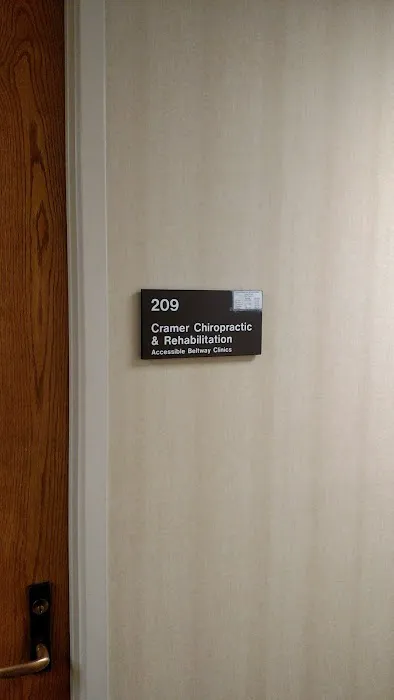 209
Cramer Chiropractic
& Rehabilitation
Accessible Beltway Clinics